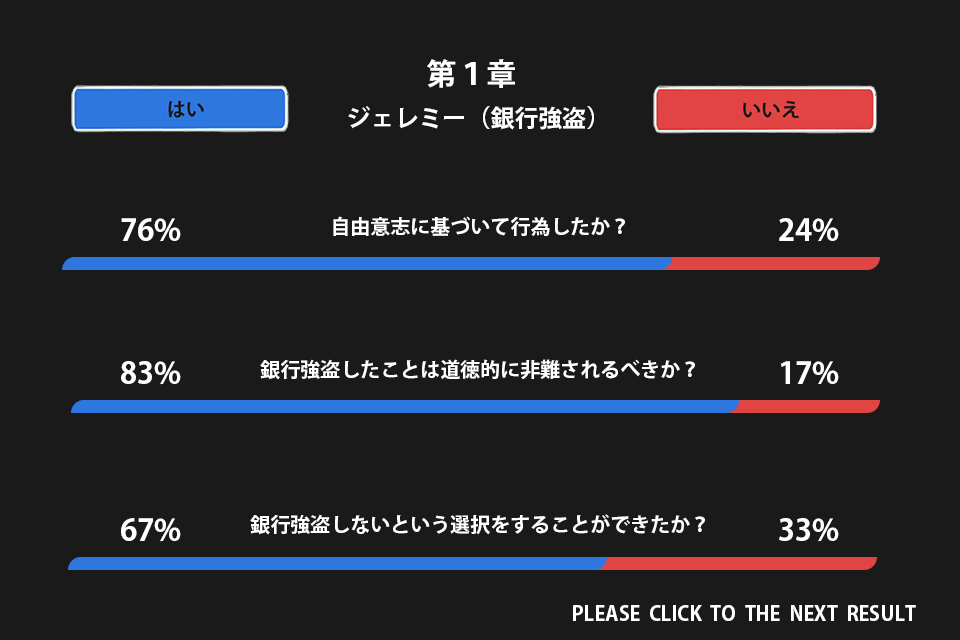 第１章
はい
ジェレミー（銀行強盗）
いいえ
76%
自由意志に基づいて行為したか？
24%
83%
銀行強盗したことは道徳的に非難されるべきか？
17%
67%
銀行強盗しないという選択をすることができたか？
33%
PLEASE CLICK TO THE NEXT RESULT